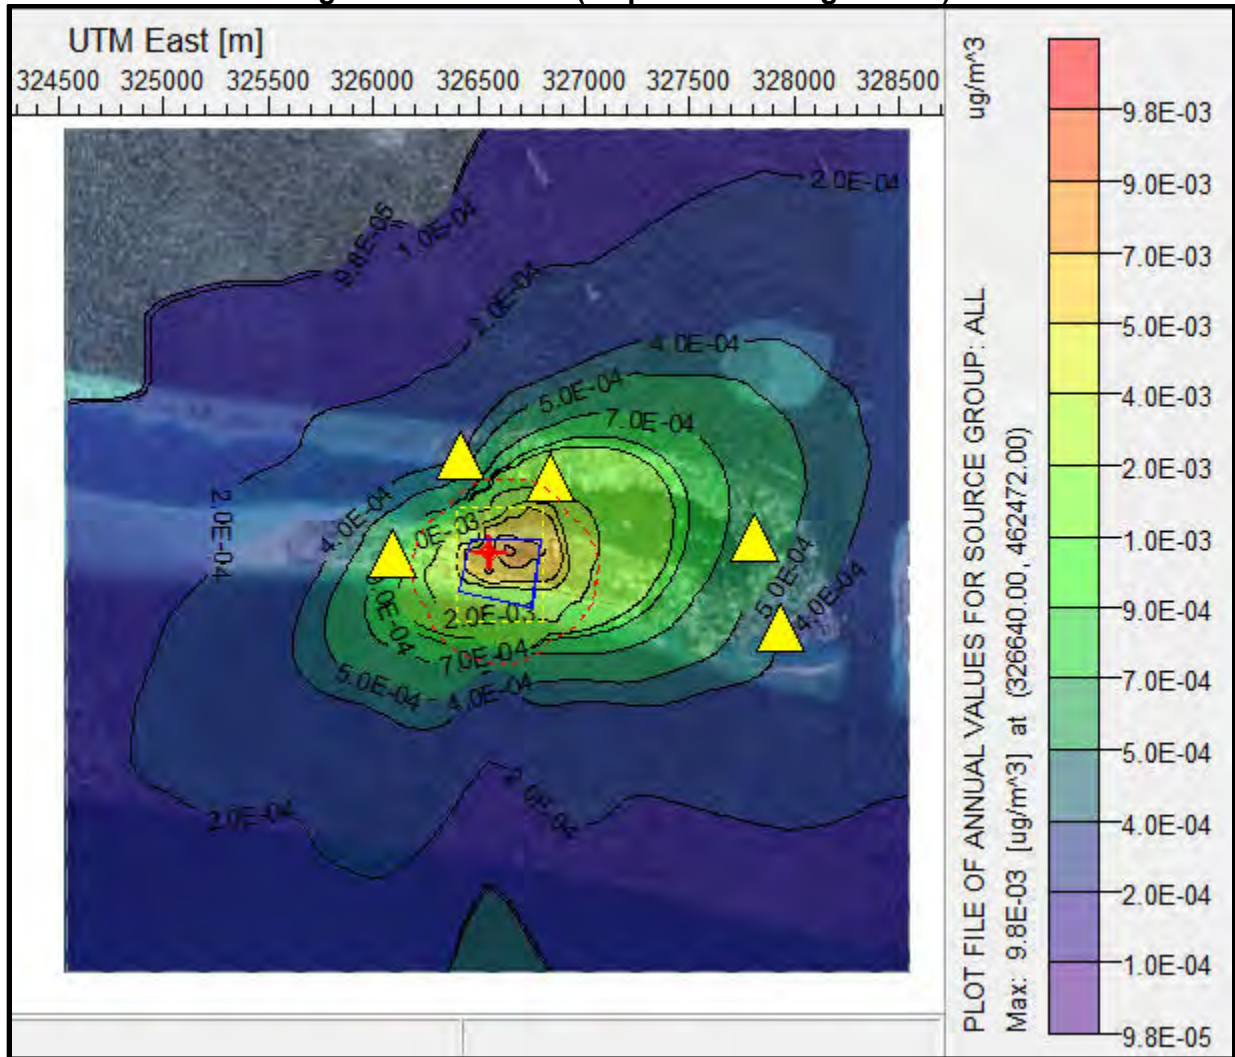 UTM East [m]
324500 325000 325500 326000 326500 327000 327500 328000 328500
2.0E-04
9.8E-05
1.0E-04
4.0E-04
5.0E-04
7.0E-04
2.0E-04
4.0E-04
2.0E-03
5.0E-04
4.0E-04
7.0E-04
5.0E-04
4.0E-04
2.0E-04
ug/m^3
PLOT FILE OF ANNUAL VALUES FOR SOURCE GROUP: ALL
Max: 9.8E-03 [ug/m^3] at (326640.00, 462472.00)
9.8E-03
9.0E-03
7.0E-03
5.0E-03
4.0E-03
2.0E-03
1.0E-03
9.0E-04
7.0E-04
5.0E-04
4.0E-04
2.0E-04
1.0E-04
9.8E-05